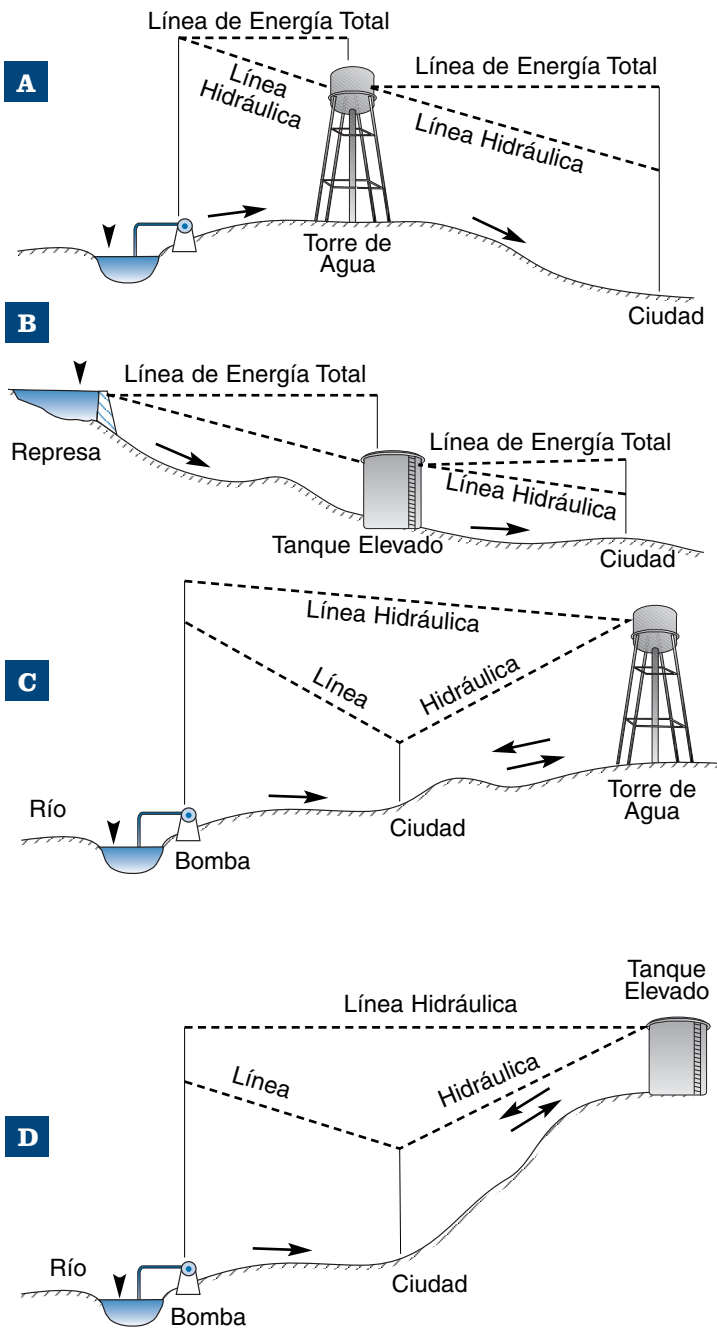 Línea de Energía Total
A
Línea
Hidráulica
Línea de Energía Total
Línea Hidráulica
Torre de
Agua
Ciudad
B
Línea de Energía Total
Represa
Línea de Energía Total
Línea Hidráulica
Tanque Elevado
Ciudad
C
Línea Hidráulica
Línea
Hidráulica
Río
Bomba
Ciudad
Torre de
Agua
Tanque
Elevado
Línea Hidráulica
Línea
Hidráulica
D
Río
Bomba
Ciudad